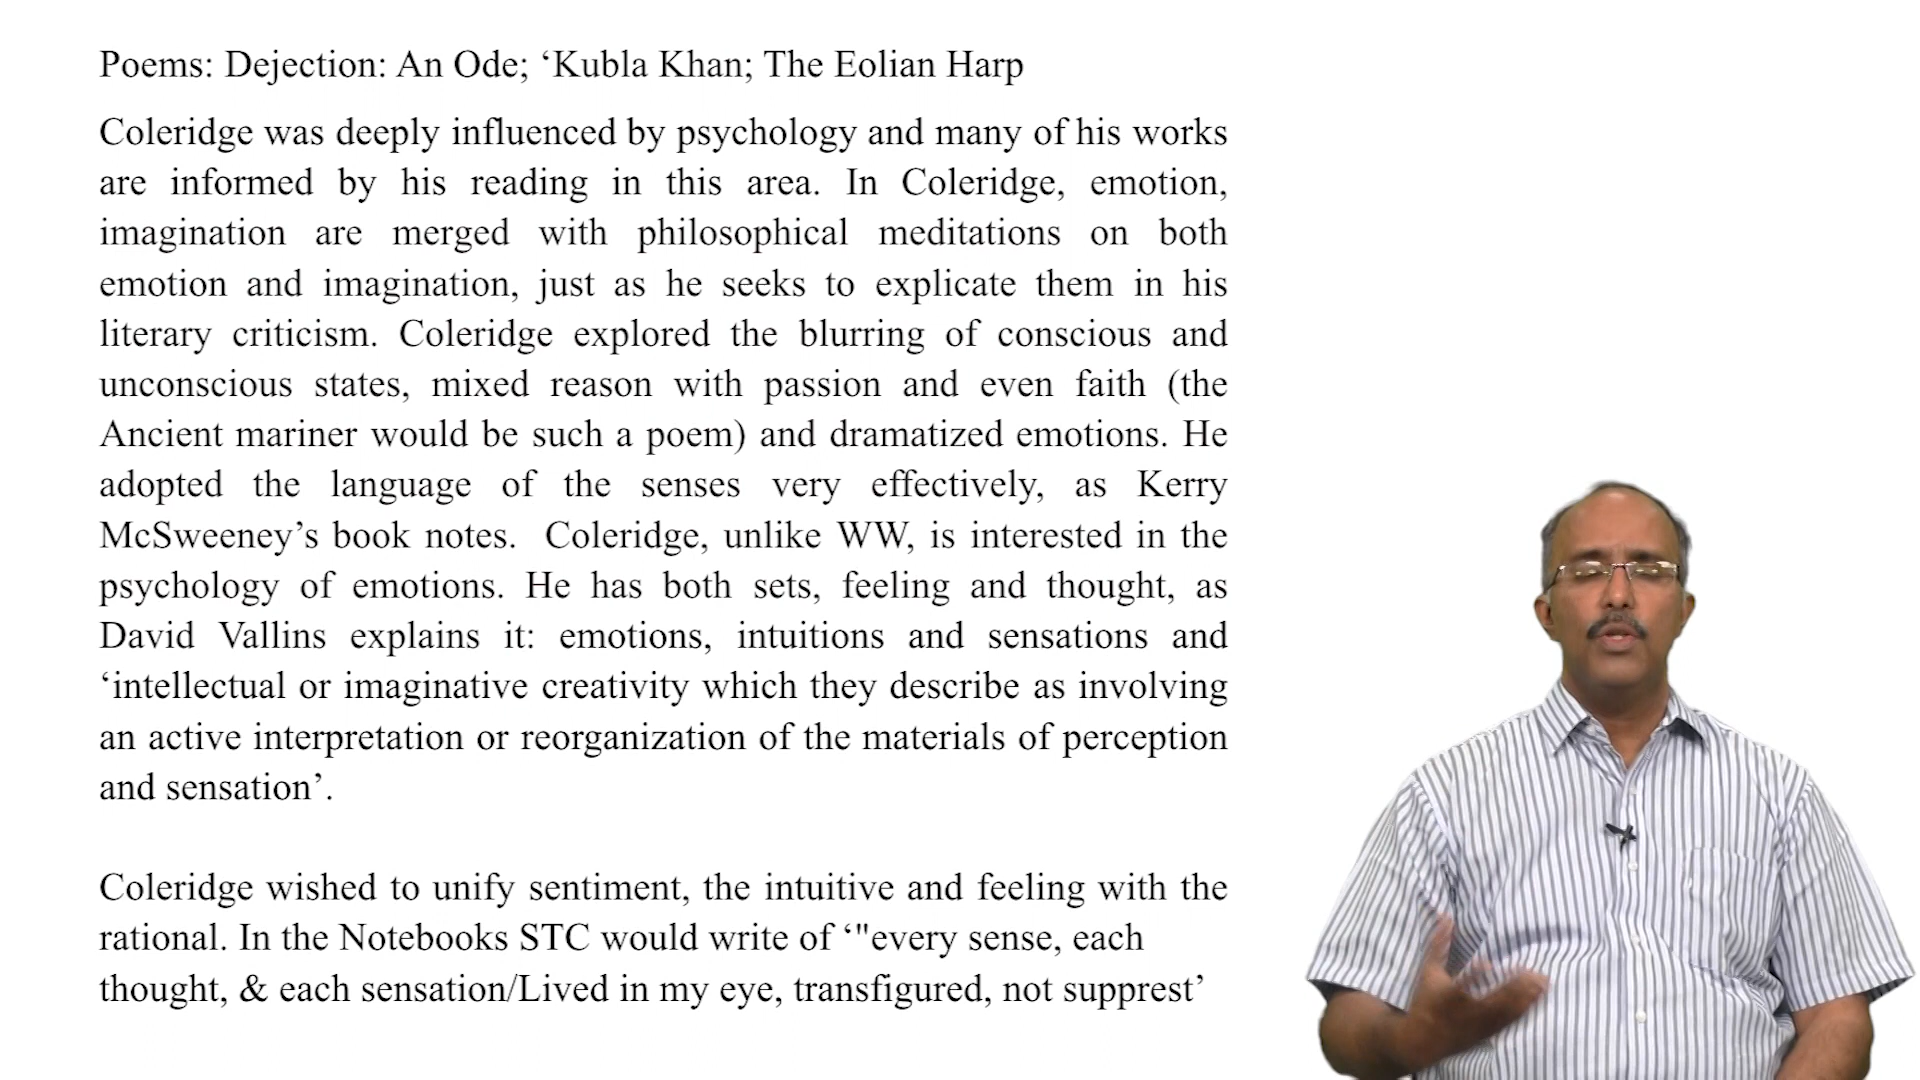 Poems: Dejection: An Ode; ‘Kubla Khan; The Eolian Harp
Coleridge was deeply influenced by psychology and many of his works
are informed by his reading in this area. In Coleridge, emotion,
imagination are merged with philosophical meditations on both
emotion and imagination, just as he seeks to explicate them in his
literary criticism. Coleridge explored the blurring of conscious and
unconscious states, mixed reason with passion and even faith (the
Ancient mariner would be such a poem) and dramatized emotions. He
adopted the language of the senses very effectively, as Kerry
McSweeney’s book notes.  Coleridge, unlike WW, is interested in the
psychology of emotions. He has both sets, feeling and thought, as
David Vallins explains it: emotions, intuitions and sensations and
‘intellectual or imaginative creativity which they describe as involving
an active interpretation or reorganization of the materials of perception
and sensation’.
Coleridge wished to unify sentiment, the intuitive and feeling with the
rational. In the Notebooks STC would write of ‘"every sense, each
thought, & each sensation/Lived in my eye, transfigured, not supprest’